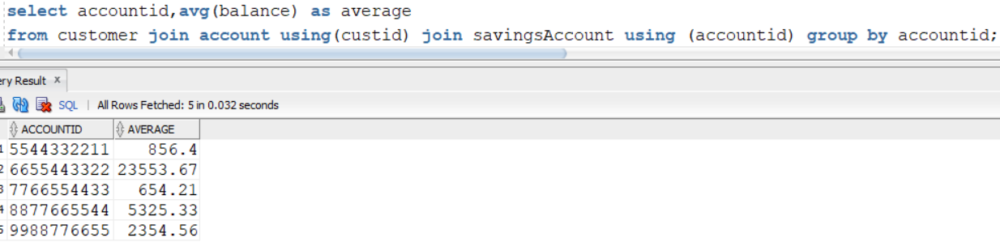 select accountid,avg(balance) as average
from customer join account using(custid) join savingsAccount using (accountid) group by accountid;
ery Result x
SQL | All Rows Fetched: 5 in 0.032 seconds
ACCOUNTID AVERAGE
1 5544332211 856.4
2 6655443322 23553.67
3 7766554433 654.21
4 8877665544 5325.33
5 9988776655 2354.56